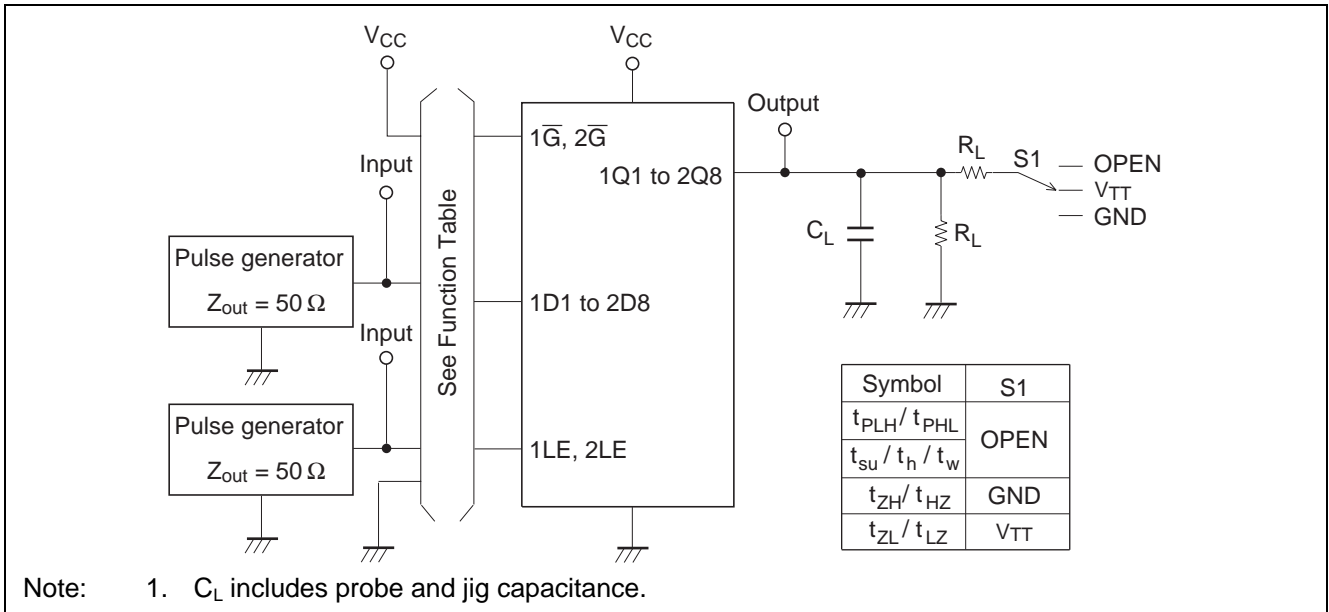 VCC
VCC
Output
Input
1G̅, 2G̅
1Q1 to 2Q8
RL
S1
OPEN
VTT
GND
CL
RL
Pulse generator
Zout = 50 Ω
See Function Table
1D1 to 2D8
Input
Pulse generator
Zout = 50 Ω
1LE, 2LE
Symbol S1
tPLH / tPHL OPEN
tsu / th / tw
tZH / tHZ GND
tZL / tLZ VTT
Note: 1. CL includes probe and jig capacitance.